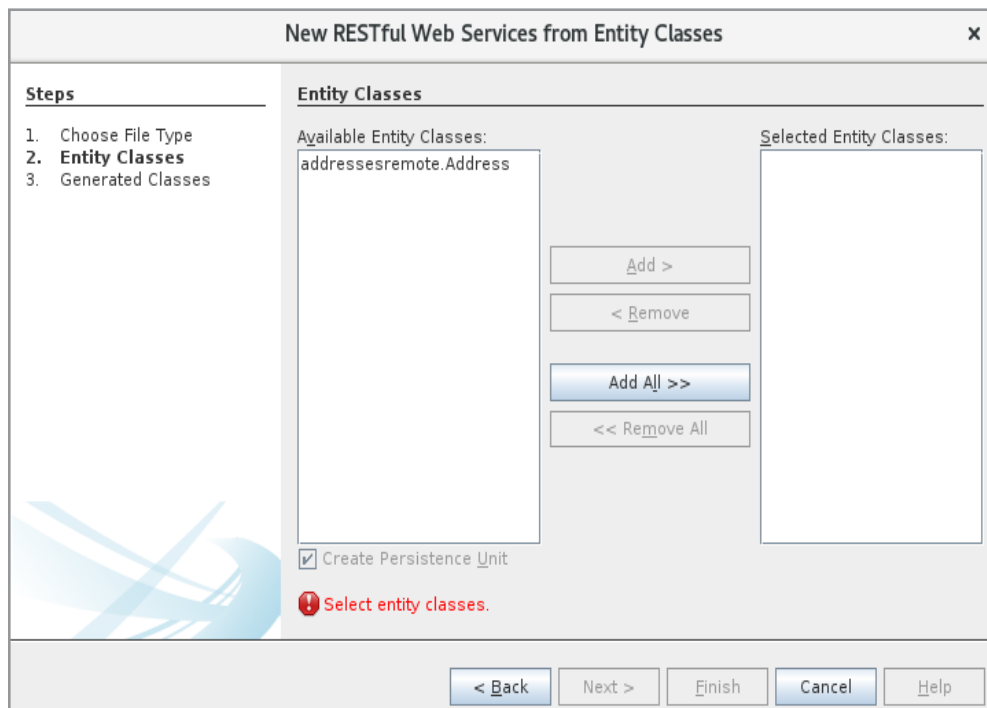 New RESTful Web Services from Entity Classes
Steps
1. Choose File Type
2. Entity Classes
3. Generated Classes
Entity Classes
Available Entity Classes:
addressesremote.Address
Add >
< Remove
Add All >>
<< Remove All
Selected Entity Classes:
Create Persistence Unit
Select entity classes.
< Back
Next >
Finish
Cancel
Help